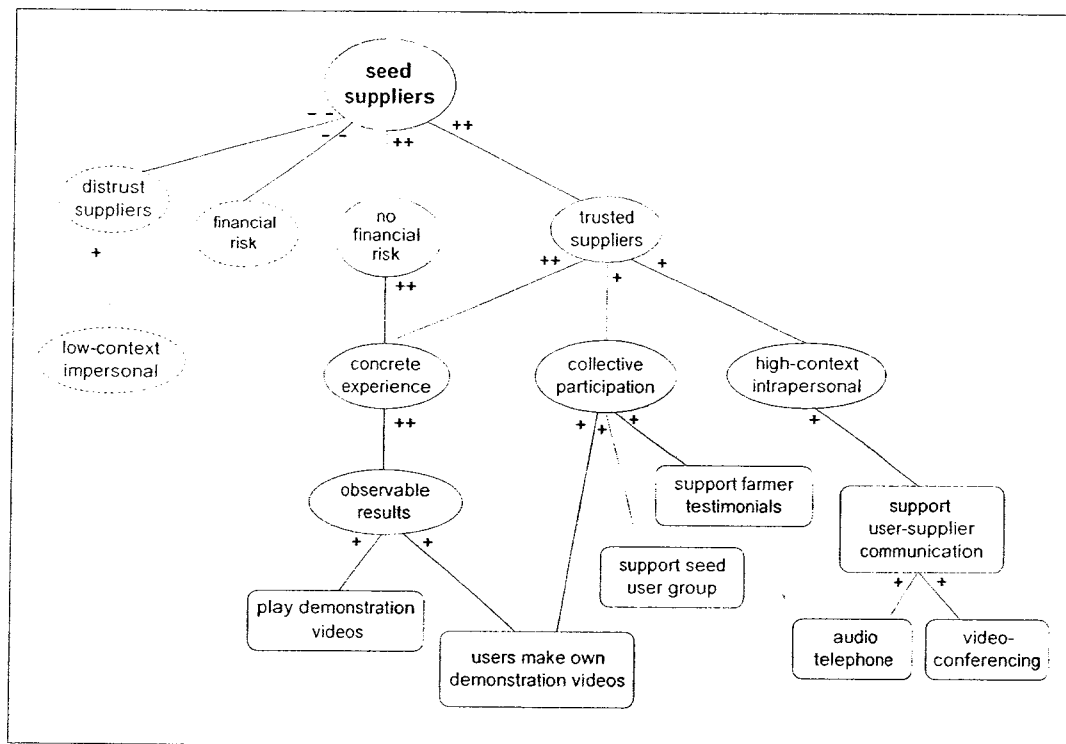 seed
suppliers
- -
- -
++
++
distrust
suppliers
financial
risk
no
financial
risk
trusted
suppliers
+
++
++
+
+
low-context
impersonal
concrete
experience
collective
participation
high-context
intrapersonal
++
+
+
+
+
observable
results
support farmer
testimonials
support
user-supplier
communication
+
+
support seed
user group
+
+
play demonstration
videos
users make own
demonstration videos
audio
telephone
video-
conferencing